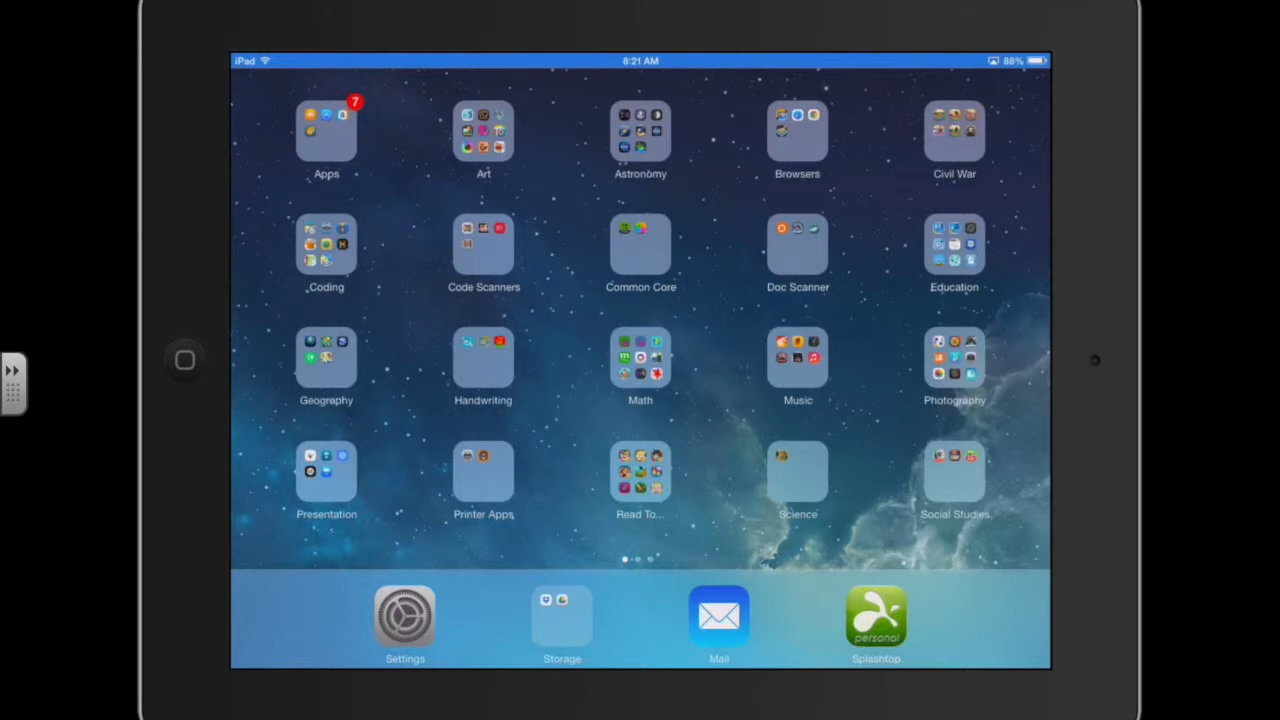 iPad 8:21 AM 88%
7
Apps Art Astronomy Browsers Civil War
Coding Code Scanners Common Core Doc Scanner Education
Geography Handwriting Math Music Photography
Presentation Printer Apps Read To... Science Social Studies
personal
Settings Storage Mail Splashtop